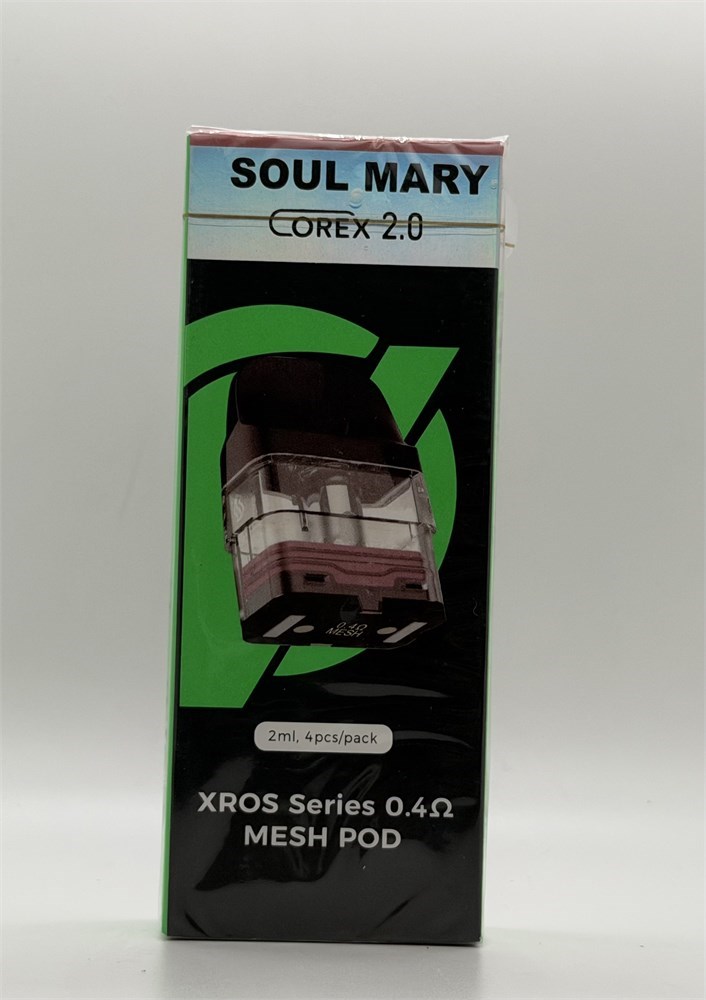 SOUL MARY
COREX 2.0
0.4Ω
MESH
2ml, 4pcs/pack
XROS Series 0.4Ω
MESH POD